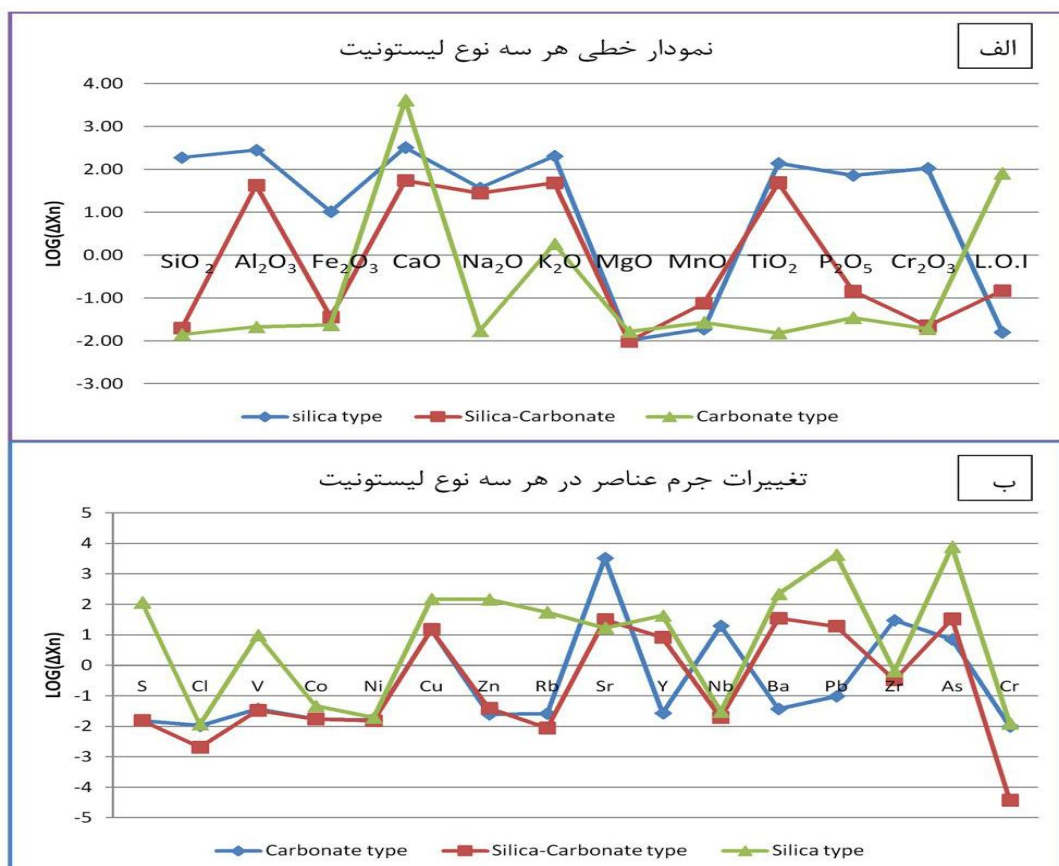 نمودار خطی هر سه نوع لیستونیت
الف
4.00
3.00
2.00
1.00
0.00
-1.00
-2.00
-3.00
LOG(ΔXn)
SiO₂ Al₂O₃ Fe₂O₃ CaO Na₂O K₂O MgO MnO TiO₂ P₂O₅ Cr₂O₃ L.O.I
silica type Silica-Carbonate Carbonate type
تغییرات جرم عناصر در هر سه نوع لیستونیت
ب
5
4
3
2
1
0
-1
-2
-3
-4
-5
LOG(ΔXn)
S Cl V Co Ni Cu Zn Rb Sr Y Nb Ba Pb Zr As Cr
Carbonate type Silica-Carbonate type Silica type